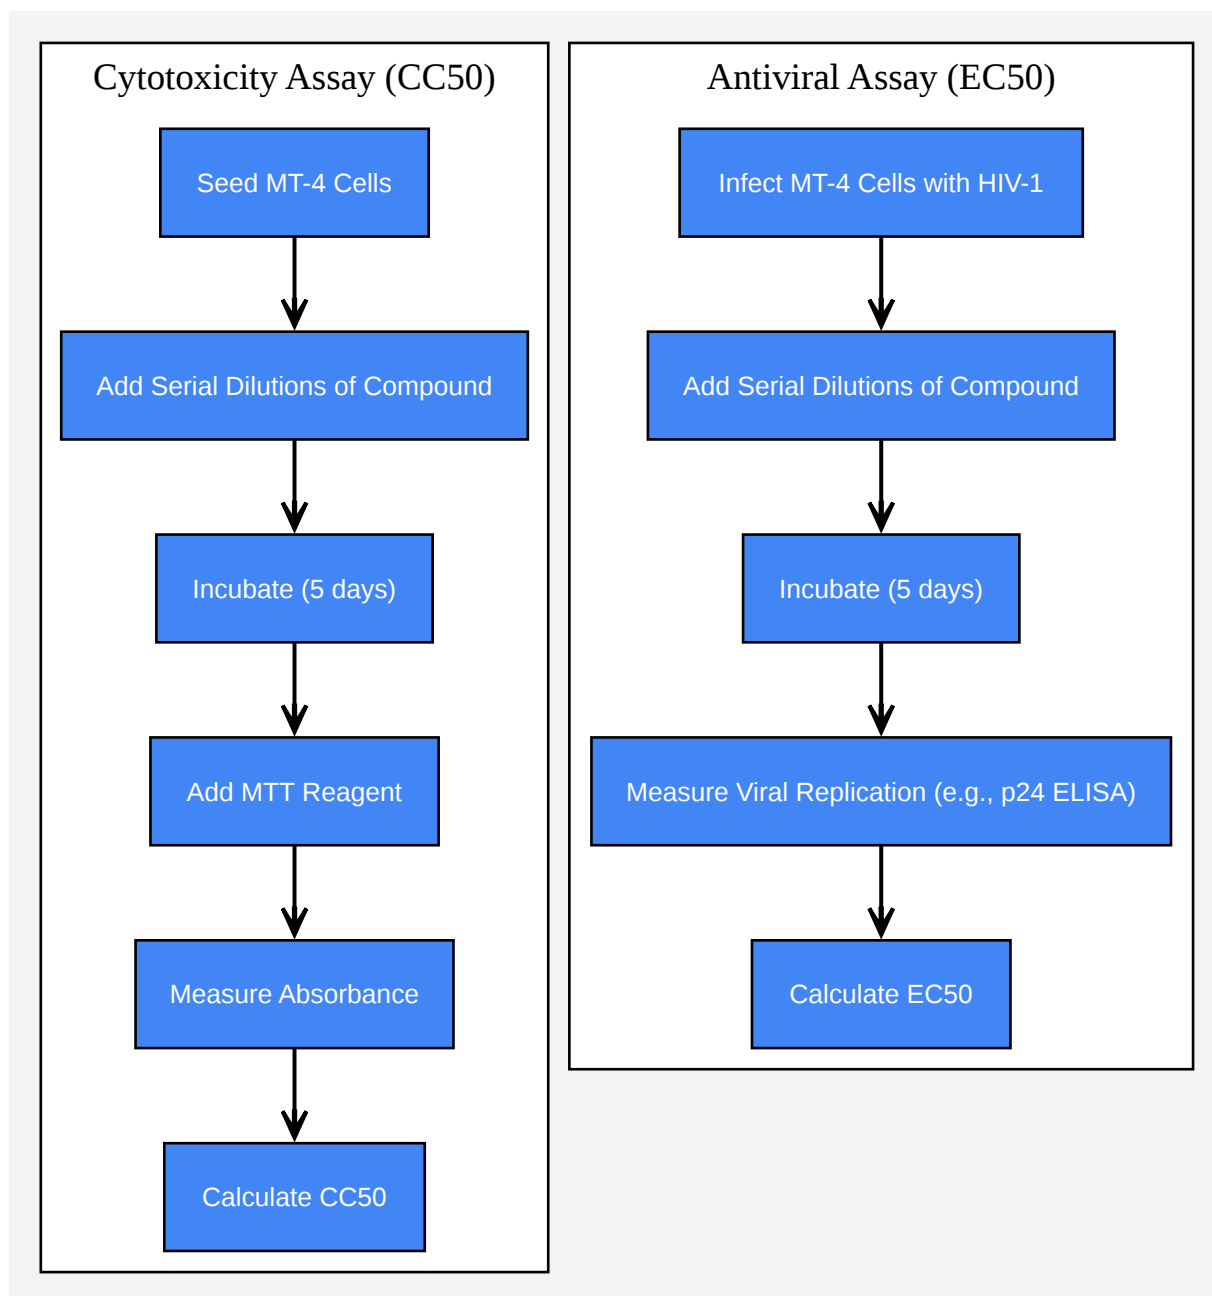 Cytotoxicity Assay (CC50)
Seed MT-4 Cells
Add Serial Dilutions of Compound
Incubate (5 days)
Add MTT Reagent
Measure Absorbance
Calculate CC50
Antiviral Assay (EC50)
Infect MT-4 Cells with HIV-1
Add Serial Dilutions of Compound
Incubate (5 days)
Measure Viral Replication (e.g., p24 ELISA)
Calculate EC50